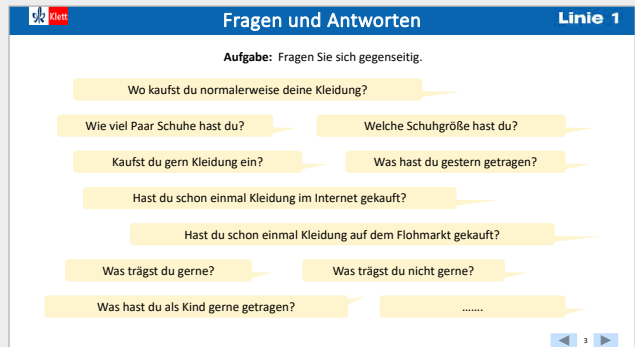 Klett
Fragen und Antworten
Linie 1
Aufgabe: Fragen Sie sich gegenseitig.
Wo kaufst du normalerweise deine Kleidung?
Wie viel Paar Schuhe hast du?
Welche Schuhgröße hast du?
Kaufst du gern Kleidung ein?
Was hast du gestern getragen?
Hast du schon einmal Kleidung im Internet gekauft?
Hast du schon einmal Kleidung auf dem Flohmarkt gekauft?
Was trägst du gerne?
Was trägst du nicht gerne?
Was hast du als Kind gerne getragen?
.......
3